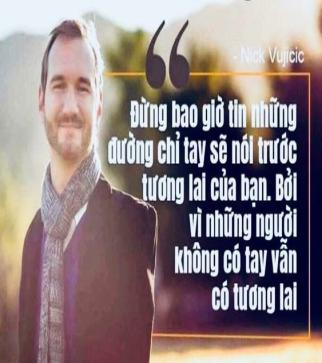 - Nick Vujicic
Đừng bao giờ tin những
đường chỉ tay sẽ nói trước
tương lai của bạn. Bởi
vì những người
không có tay vẫn
có tương lai